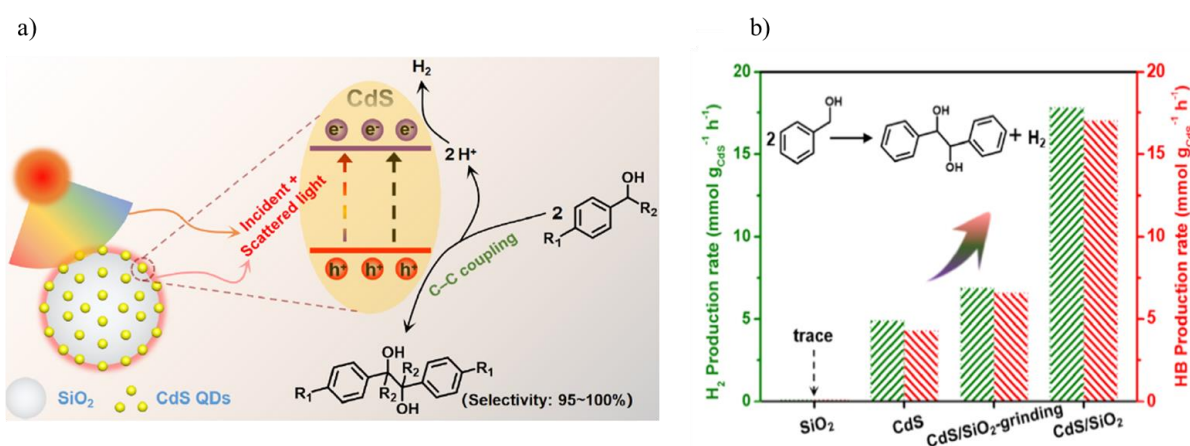 a)
H₂
CdS
e⁻ e⁻ e⁻
2 H⁺
Incident +
Scattered light
OH
2
R₂
R₁
h⁺ h⁺ h⁺
C–C coupling
OH
R₂
R₁
R₁
R₂
OH
(Selectivity: 95~100%)
SiO₂
CdS QDs
b)
H₂ Production rate (mmol g_CdS⁻¹ h⁻¹)
20
15
10
5
0
OH
2
OH
+ H₂
OH
trace
SiO₂
CdS
CdS/SiO₂-grinding
CdS/SiO₂
20
15
10
5
0
HB Production rate (mmol g_CdS⁻¹ h⁻¹)